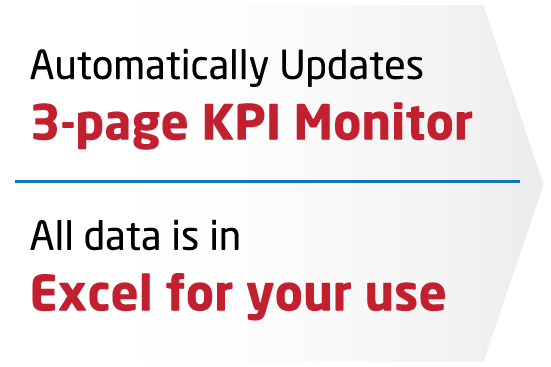 Automatically Updates
3-page KPI Monitor
All data is in
Excel for your use